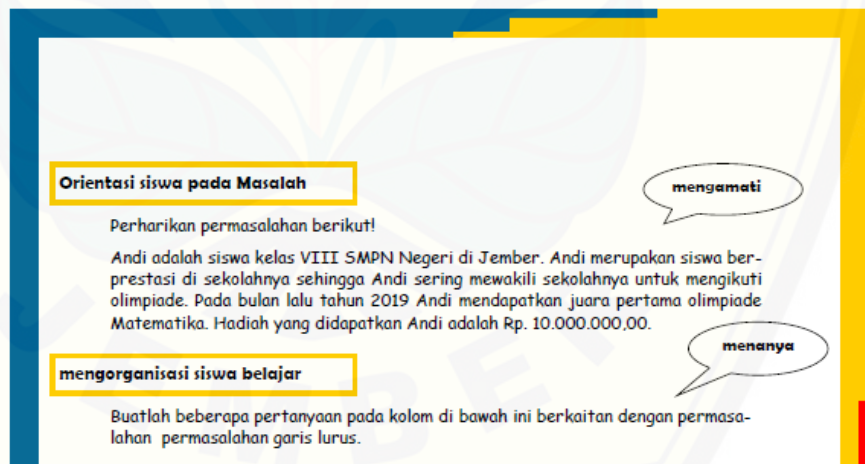 Orientasi siswa pada Masalah
mengamati
Perharikan permasalahan berikut!
Andi adalah siswa kelas VIII SMPN Negeri di Jember. Andi merupakan siswa ber-
prestasi di sekolahnya sehingga Andi sering mewakili sekolahnya untuk mengikuti
olimpiade. Pada bulan lalu tahun 2019 Andi mendapatkan juara pertama olimpiade
Matematika. Hadiah yang didapatkan Andi adalah Rp. 10.000.000,00.
menanya
mengorganisasi siswa belajar
Buatlah beberapa pertanyaan pada kolom di bawah ini berkaitan dengan permasa-
lahan permasalahan garis lurus.